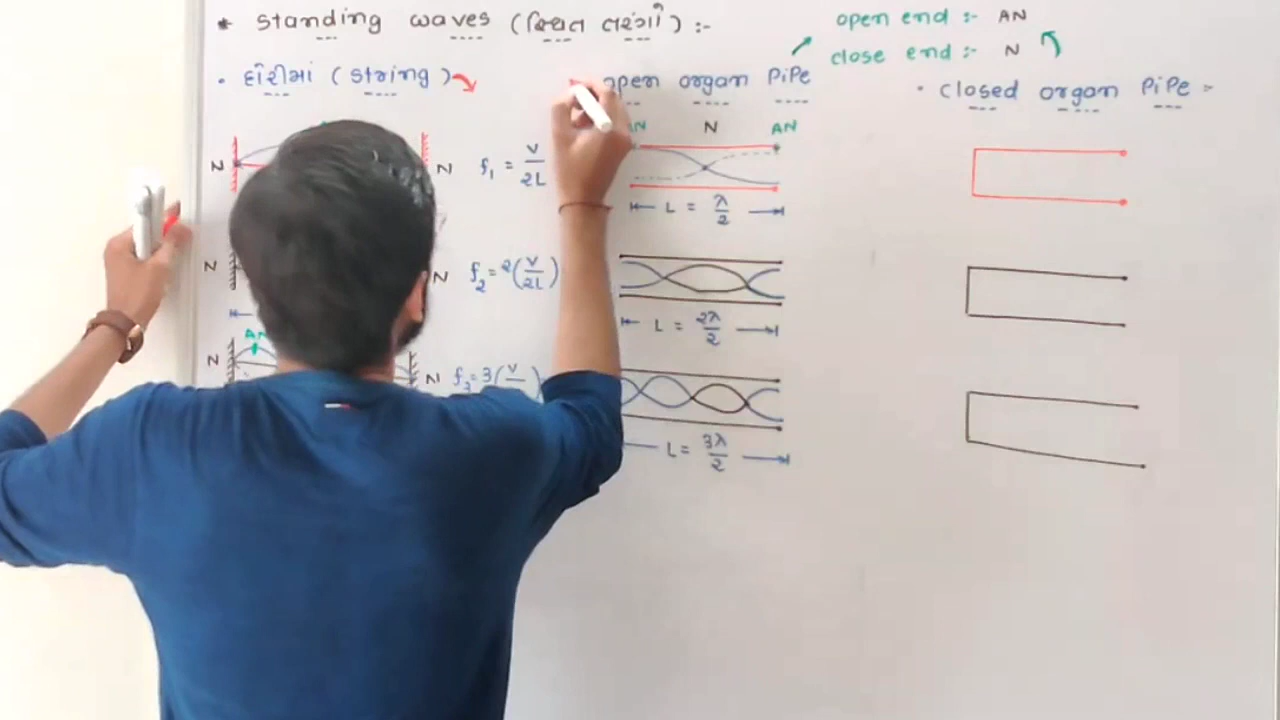 * Standing waves (સ્થિત તરંગો) :-
open end :- AN
close end :- N
• દોરીમાં (string)
open organ PiPe
• Closed organ PiPe -
N
N
f₁ = V/2L
AN N AN
L = λ/2
N
N
f₂ = 2(V/2L)
L = 2λ/2
AN
N
N
f₃ = 3(V
L = 3λ/2